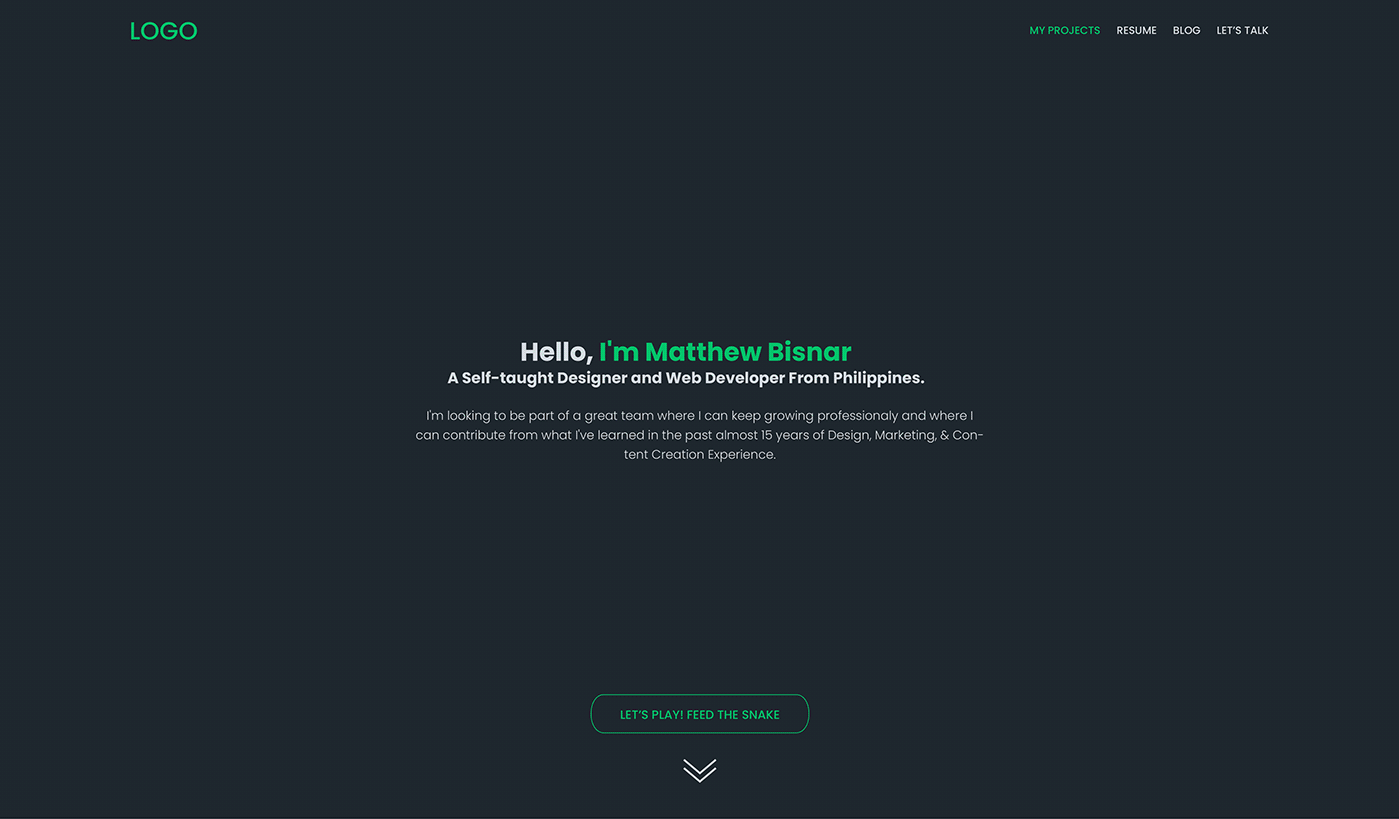 LOGO
MY PROJECTS RESUME BLOG LET'S TALK
Hello, I'm Matthew Bisnar
A Self-taught Designer and Web Developer From Philippines.
I'm looking to be part of a great team where I can keep growing professionaly and where I
can contribute from what I've learned in the past almost 15 years of Design, Marketing, & Con-
tent Creation Experience.
LET'S PLAY! FEED THE SNAKE